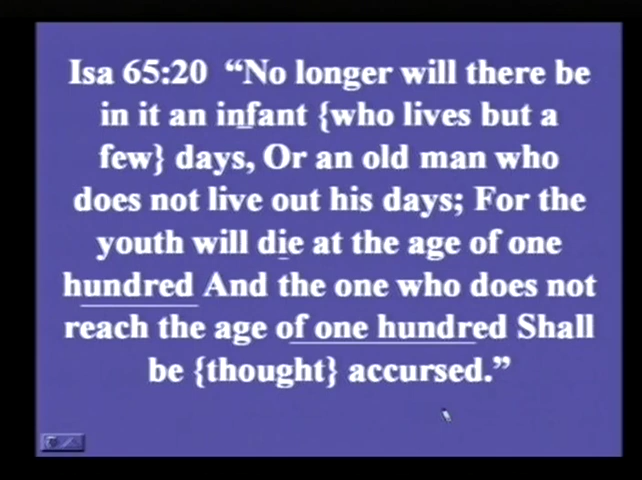 Isa 65:20 “No longer will there be
in it an infant {who lives but a
few} days, Or an old man who
does not live out his days; For the
youth will die at the age of one
hundred And the one who does not
reach the age of one hundred Shall
be {thought} accursed.”